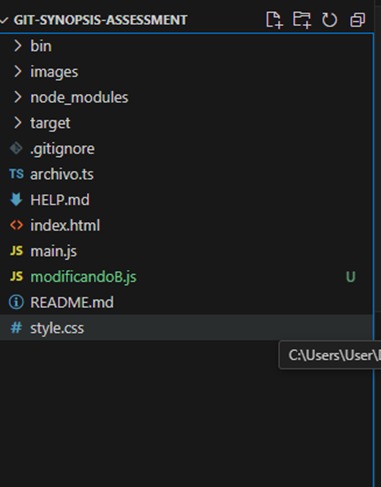 GIT-SYNOPSIS-ASSESSMENT
bin
images
node_modules
target
.gitignore
TS archivo.ts
HELP.md
<> index.html
JS main.js
JS modificandoB.js U
README.md
# style.css
C:\Users\User\